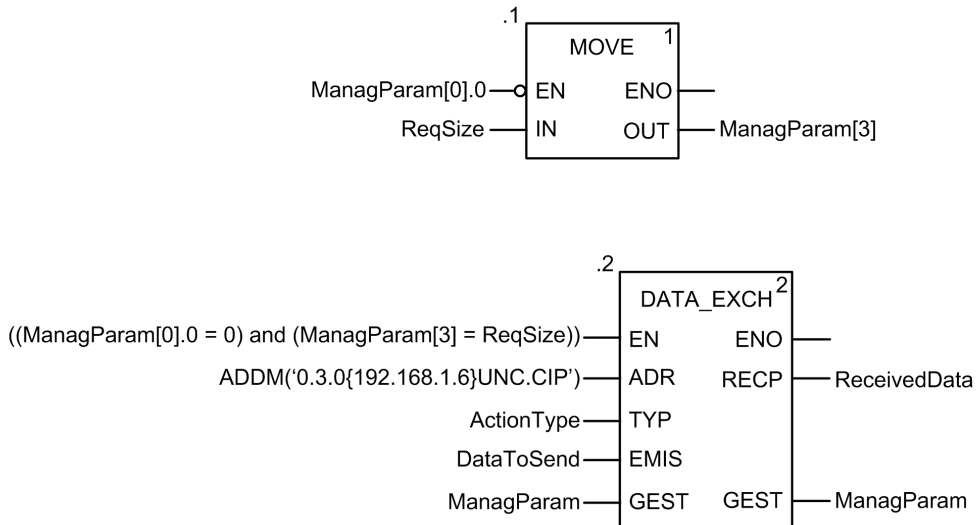 .1
MOVE 1
ManagParam[0].0 EN ENO
ReqSize IN OUT ManagParam[3]
.2
DATA_EXCH 2
((ManagParam[0].0 = 0) and (ManagParam[3] = ReqSize)) EN ENO
ADDM(‘0.3.0{192.168.1.6}UNC.CIP’) ADR RECP ReceivedData
ActionType TYP
DataToSend EMIS
ManagParam GEST GEST ManagParam